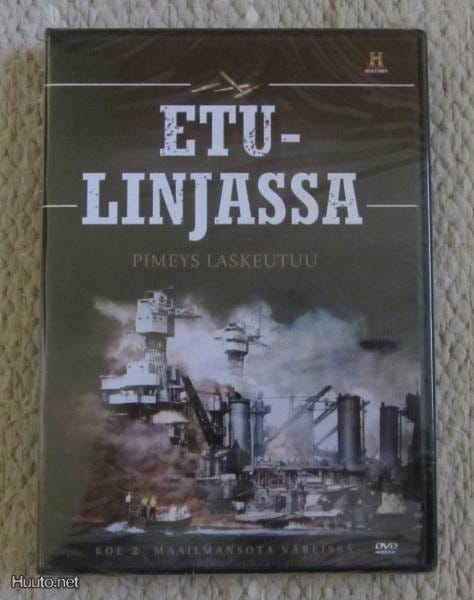 H
HISTORY
ETU-
LINJASSA
PIMEYS LASKEUTUU
KOE 2. MAAILMANSOTA VÄREISSÄ
DVD
Huuto.net